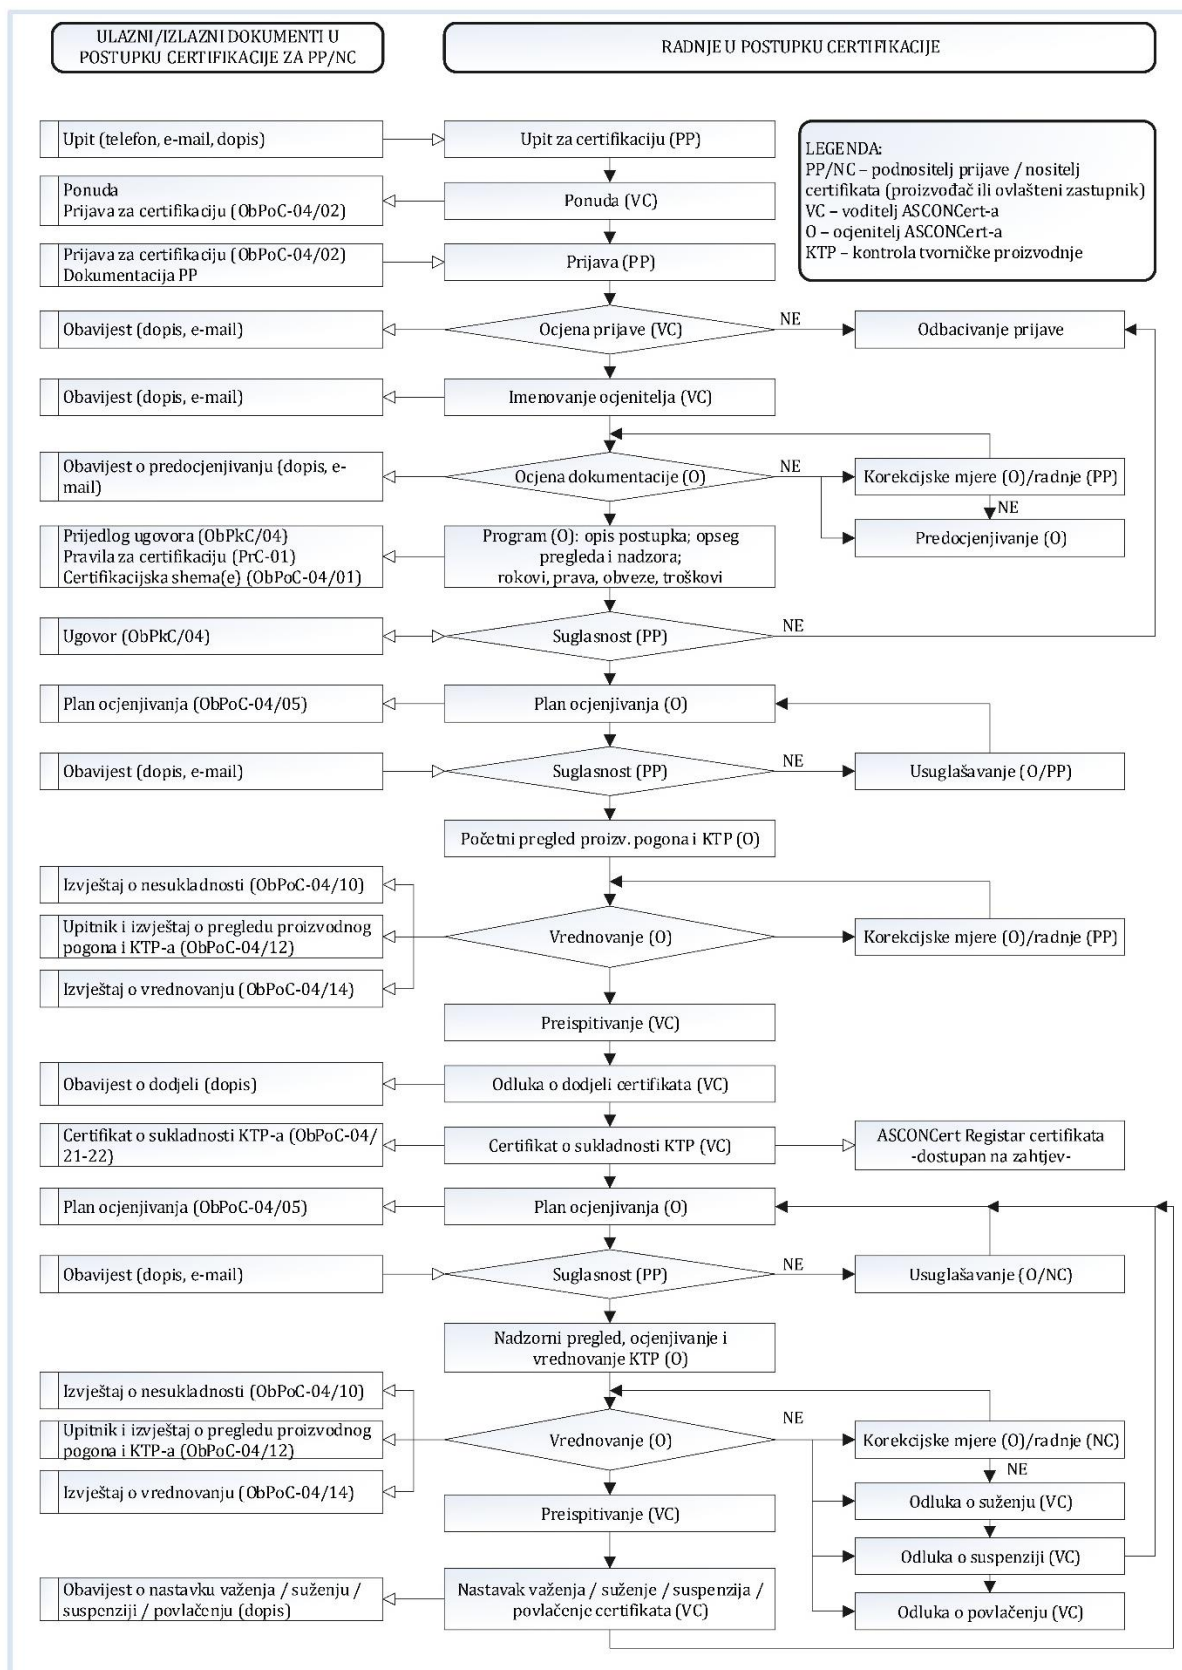 ULAZNI/IZLAZNI DOKUMENTI U
POSTUPKU CERTIFIKACIJE ZA PP/NC
RADNJE U POSTUPKU CERTIFIKACIJE
Upit (telefon, e-mail, dopis)
Upit za certifikaciju (PP)
LEGENDA:
PP/NC – podnositelj prijave / nositelj
certifikata (proizvođač ili ovlašteni zastupnik)
VC – voditelj ASCONCert-a
O – ocjenitelj ASCONCert-a
KTP – kontrola tvorničke proizvodnje
Ponuda
Prijava za certifikaciju (ObPoC-04/02)
Ponuda (VC)
Prijava za certifikaciju (ObPoC-04/02)
Dokumentacija PP
Prijava (PP)
Obavijest (dopis, e-mail)
Ocjena prijave (VC)
NE
Odbacivanje prijave
Obavijest (dopis, e-mail)
Imenovanje ocjenitelja (VC)
Obavijest o predocjenjivanju (dopis, e-
mail)
Ocjena dokumentacije (O)
NE
Korekcijske mjere (O)/radnje (PP)
NE
Predocjenjivanje (O)
Prijedlog ugovora (ObPkC/04)
Pravila za certifikaciju (PrC-01)
Certifikacijska shema(e) (ObPoC-04/01)
Program (O): opis postupka; opseg
pregleda i nadzora;
rokovi, prava, obveze, troškovi
Ugovor (ObPkC/04)
Suglasnost (PP)
NE
Plan ocjenjivanja (ObPoC-04/05)
Plan ocjenjivanja (O)
Obavijest (dopis, e-mail)
Suglasnost (PP)
NE
Usuglašavanje (O/PP)
Početni pregled proizv. pogona i KTP (O)
Izvještaj o nesukladnosti (ObPoC-04/10)
Upitnik i izvještaj o pregledu proizvodnog
pogona i KTP-a (ObPoC-04/12)
Izvještaj o vrednovanju (ObPoC-04/14)
Vrednovanje (O)
Korekcijske mjere (O)/radnje (PP)
Preispitivanje (VC)
Obavijest o dodjeli (dopis)
Odluka o dodjeli certifikata (VC)
Certifikat o sukladnosti KTP-a (ObPoC-04/
21-22)
Certifikat o sukladnosti KTP (VC)
ASCONCert Registar certifikata
-dostupan na zahtjev-
Plan ocjenjivanja (ObPoC-04/05)
Plan ocjenjivanja (O)
Obavijest (dopis, e-mail)
Suglasnost (PP)
NE
Usuglašavanje (O/NC)
Nadzorni pregled, ocjenjivanje i
vrednovanje KTP (O)
Izvještaj o nesukladnosti (ObPoC-04/10)
Upitnik i izvještaj o pregledu proizvodnog
pogona i KTP-a (ObPoC-04/12)
Izvještaj o vrednovanju (ObPoC-04/14)
Vrednovanje (O)
NE
Korekcijske mjere (O)/radnje (NC)
NE
Odluka o suženju (VC)
Preispitivanje (VC)
Odluka o suspenziji (VC)
Odluka o povlačenju (VC)
Obavijest o nastavku važenja / suženju /
suspenziji / povlačenju (dopis)
Nastavak važenja / suženje / suspenzija /
povlačenje certifikata (VC)